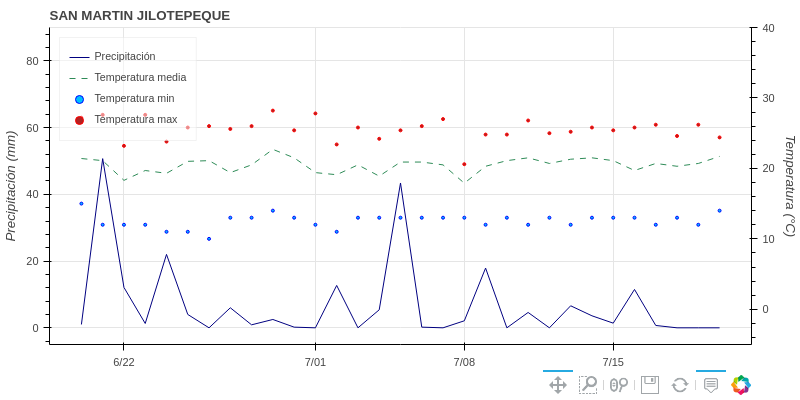 SAN MARTIN JILOTEPEQUE
Precipitación
Temperatura media
Temperatura min
Temperatura max
Precipitación (mm)
80
60
40
20
0
Temperatura (°C)
40
30
20
10
0
6/22
7/01
7/08
7/15